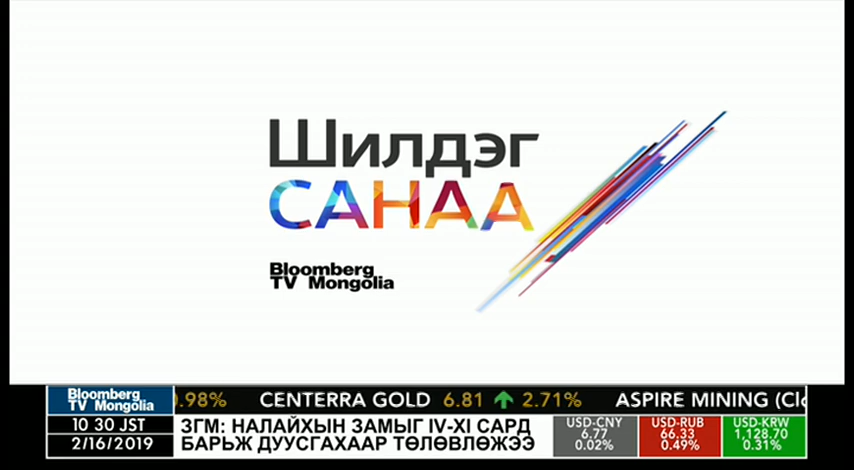 Шилдэг
САНАА
Bloomberg
TV Mongolia
Bloomberg
TV Mongolia
0.98% CENTERRA GOLD 6.81 2.71% ASPIRE MINING (Clo
10 30 JST
2/16/2019
ЗГМ: НАЛАЙХЫН ЗАМЫГ IV-XI САРД
БАРЬЖ ДУУСГАХААР ТӨЛӨВЛӨЖЭЭ
USD-CNY
6.77
0.02%
USD-RUB
66.33
0.49%
USD-KRW
1,128.70
0.31%